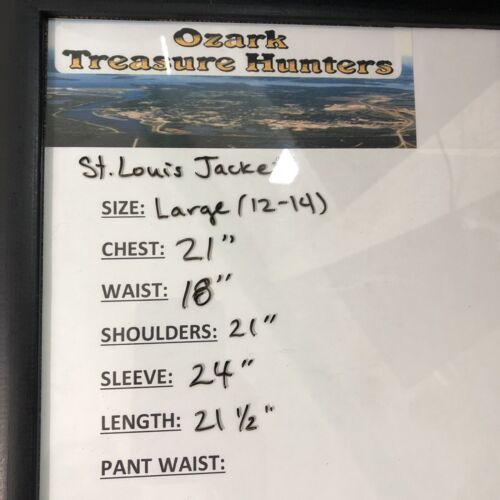 Ozark
Treasure Hunters
St. Louis Jacke
SIZE: Large (12-14)
CHEST: 21"
WAIST: 18"
SHOULDERS: 21"
SLEEVE: 24"
LENGTH: 21 1/2"
PANT WAIST: